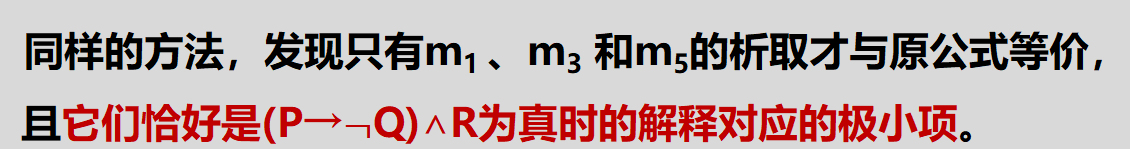 同样的方法，发现只有m₁ 、m₃ 和m₅的析取才与原公式等价，
且它们恰好是(P→¬Q)∧R为真时的解释对应的极小项。